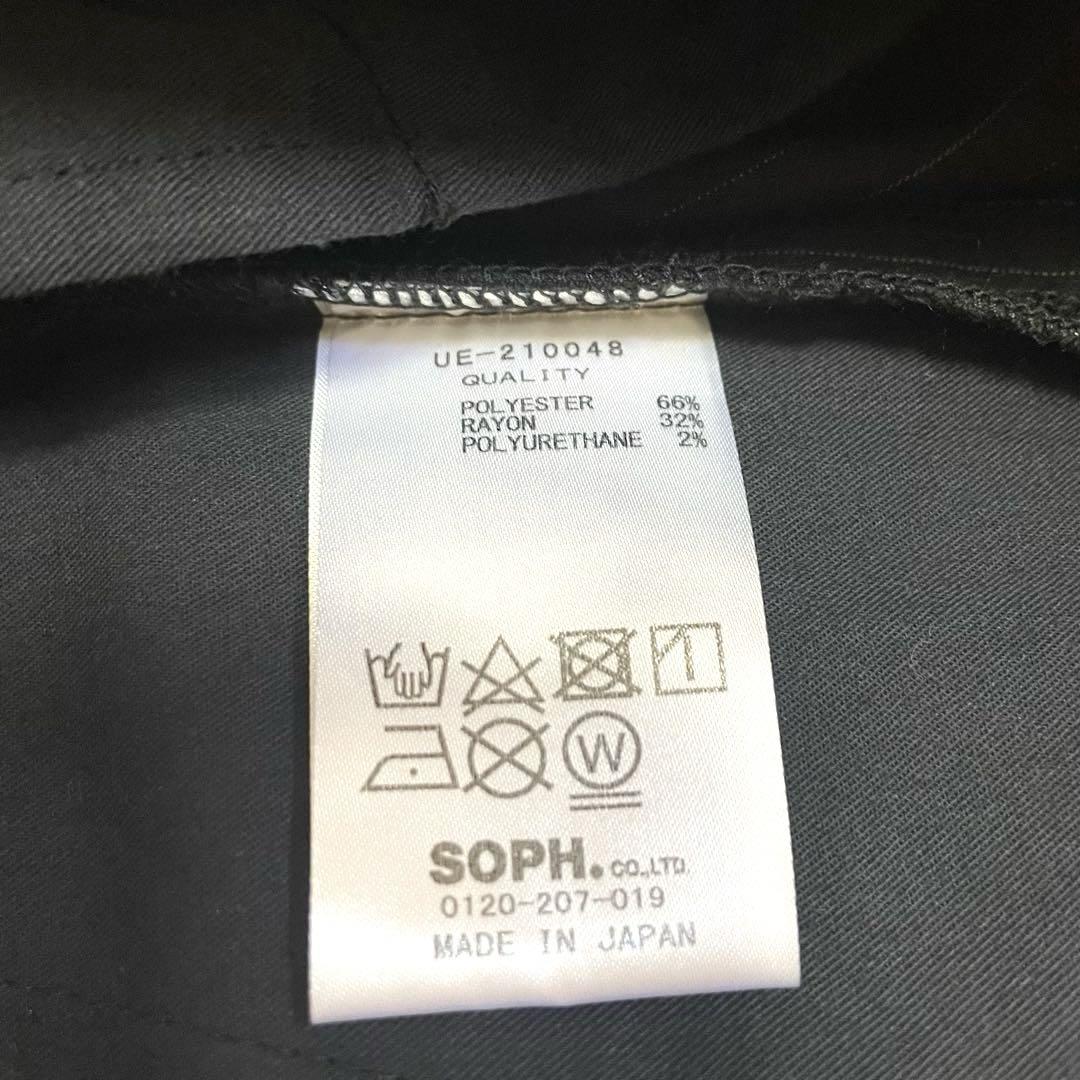 UE-210048
QUALITY
POLYESTER 66%
RAYON 32%
POLYURETHANE 2%
W
SOPH. CO.,LTD.
0120-207-019
MADE IN JAPAN